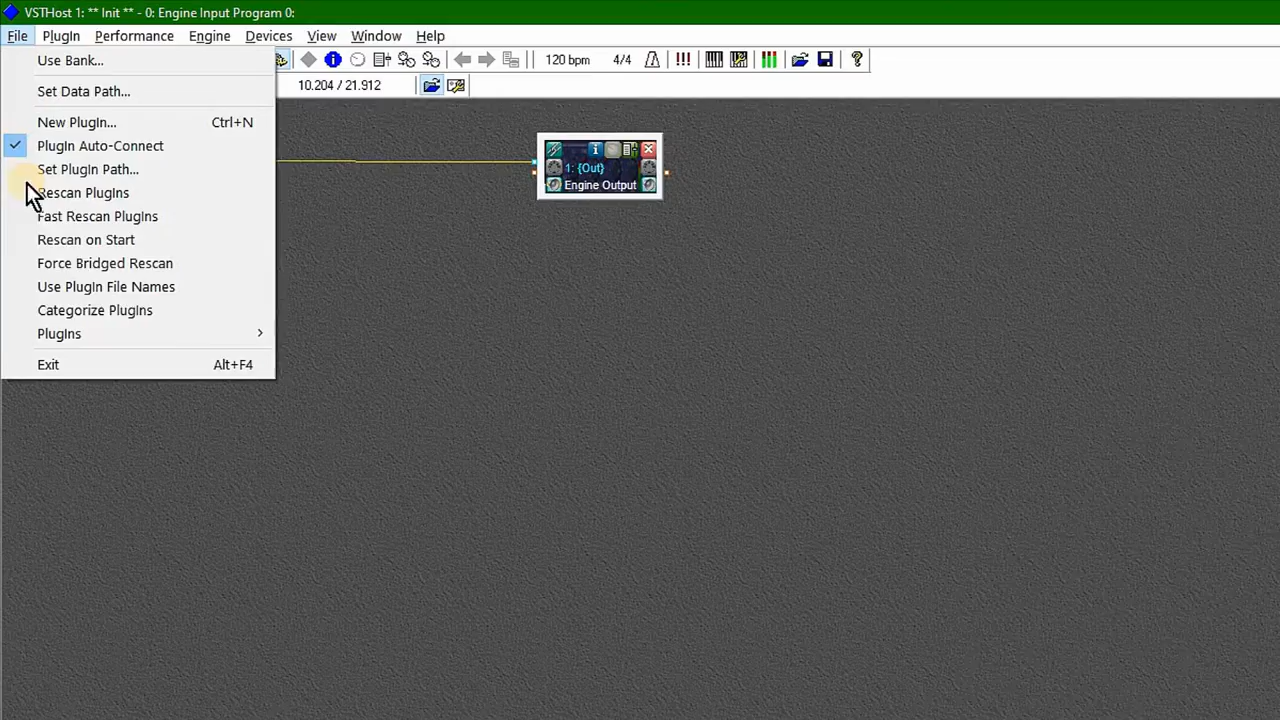 VSTHost 1: ** Init ** - 0: Engine Input Program 0:
File PlugIn Performance Engine Devices View Window Help
120 bpm 4/4
10.204 / 21.912
Use Bank...
Set Data Path...
New PlugIn... Ctrl+N
PlugIn Auto-Connect
Set PlugIn Path...
Rescan PlugIns
Fast Rescan PlugIns
Rescan on Start
Force Bridged Rescan
Use PlugIn File Names
Categorize PlugIns
PlugIns
Exit Alt+F4
1: {Out}
Engine Output